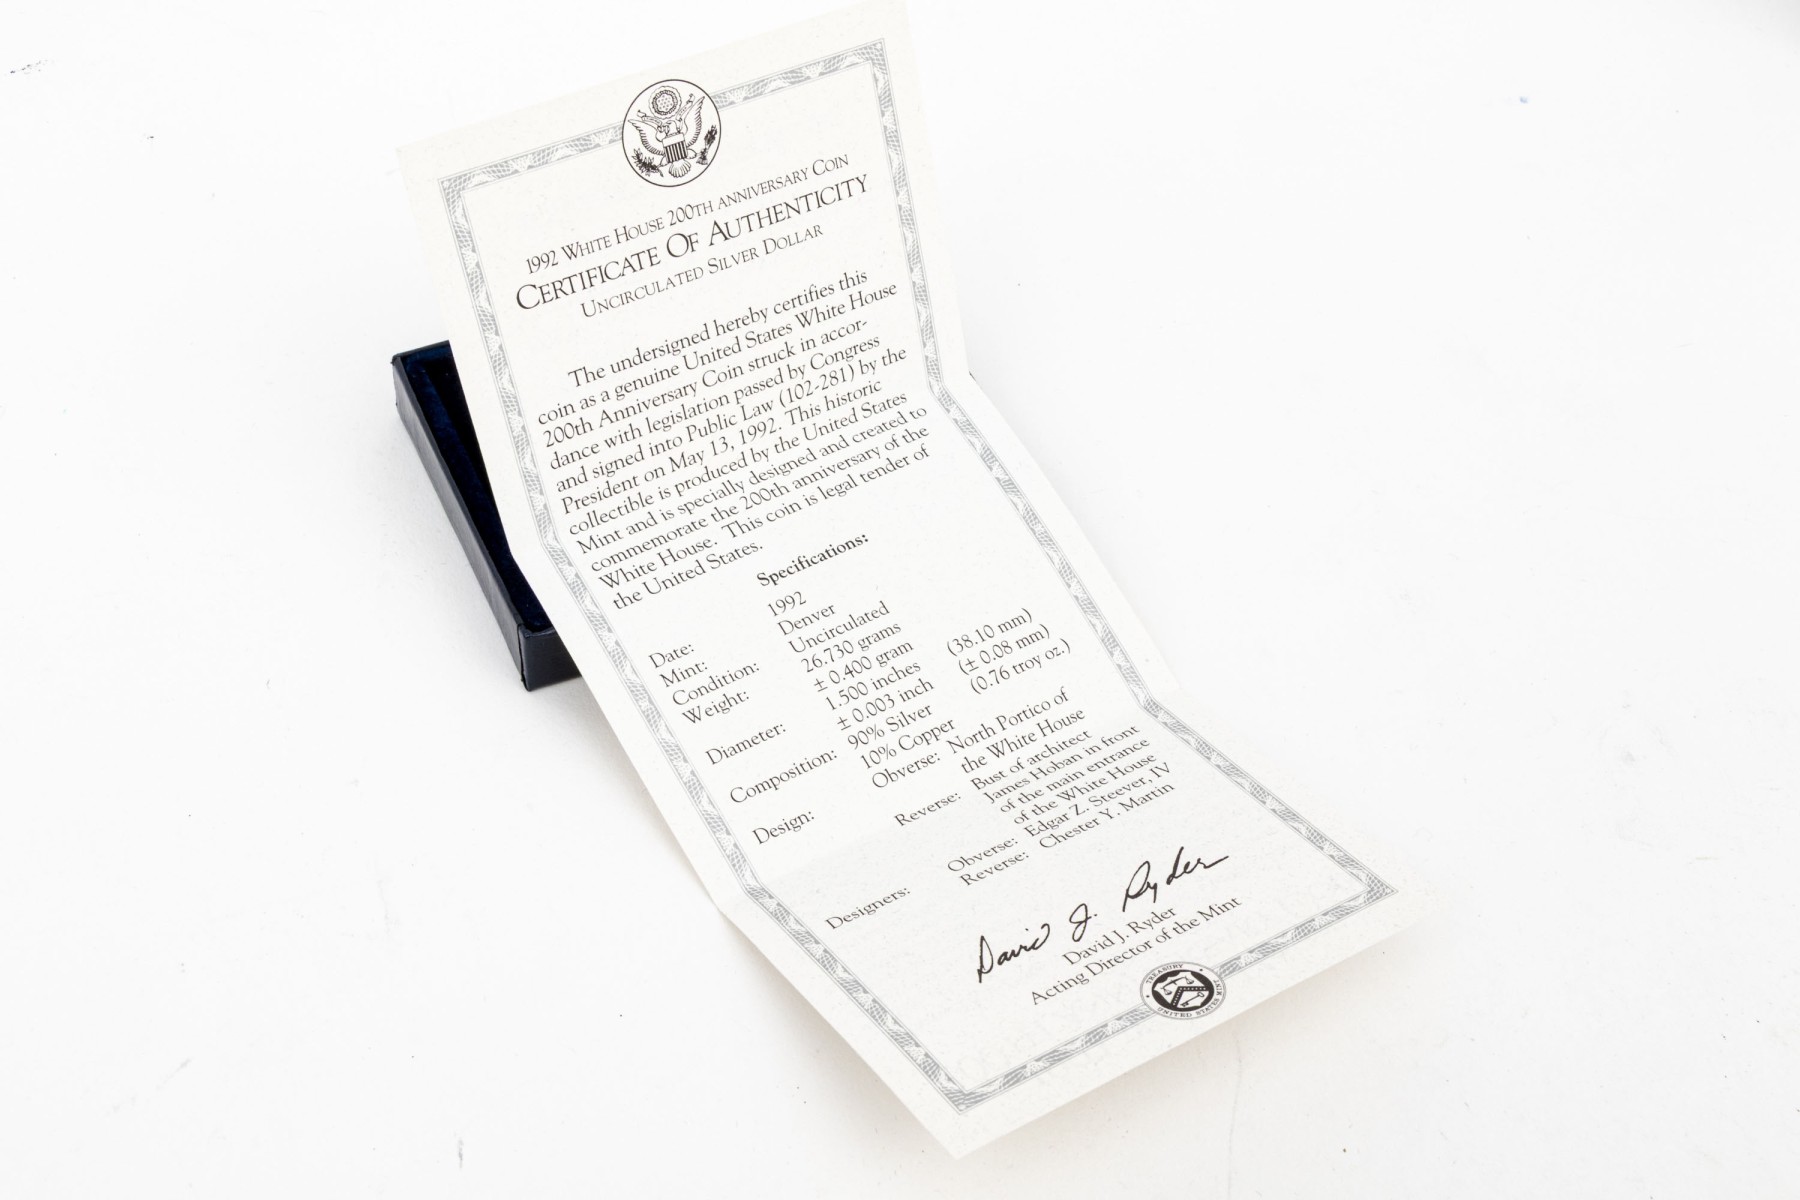 1992 WHITE HOUSE 200TH ANNIVERSARY COIN
CERTIFICATE OF AUTHENTICITY
UNCIRCULATED SILVER DOLLAR
The undersigned hereby certifies this
coin as a genuine United States White House
200th Anniversary Coin struck in accor-
dance with legislation passed by Congress
and signed into Public Law (102-281) by the
President on May 13, 1992. This historic
collectible is produced by the United States
Mint and is specially designed and created to
commemorate the 200th anniversary of the
White House. This coin is legal tender of
the United States.
Specifications:
Date: 1992
Mint: Denver
Condition: Uncirculated
Weight: 26.730 grams
± 0.400 gram
Diameter: 1.500 inches (38.10 mm)
± 0.003 inch (± 0.08 mm)
Composition: 90% Silver (0.76 troy oz.)
10% Copper
Design: Obverse: North Portico of
the White House
Reverse: Bust of architect
James Hoban in front
of the main entrance
of the White House
Designers: Obverse: Edgar Z. Steever, IV
Reverse: Chester Y. Martin
David J. Ryder
David J. Ryder
Acting Director of the Mint
TREASURY
UNITED STATES MINT